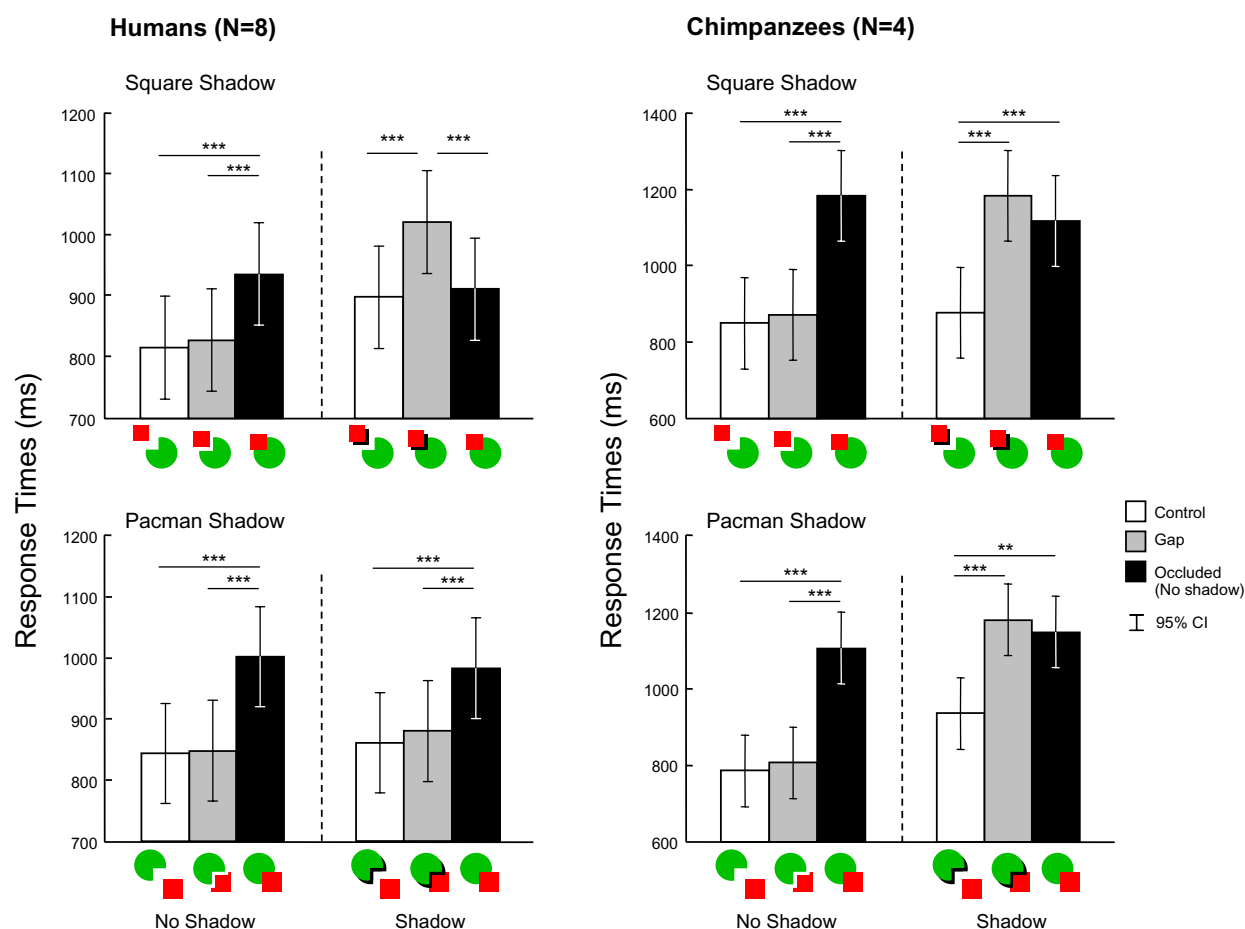 Humans (N=8)
Chimpanzees (N=4)
Response Times (ms)
Square Shadow
1200
1100
1000
900
800
700
***
***
***
***
Pacman Shadow
1200
1100
1000
900
800
700
***
***
***
***
No Shadow
Shadow
Response Times (ms)
Square Shadow
1400
1200
1000
800
600
***
***
***
***
Pacman Shadow
1400
1200
1000
800
600
***
***
**
***
No Shadow
Shadow
Control
Gap
Occluded
(No shadow)
95% CI